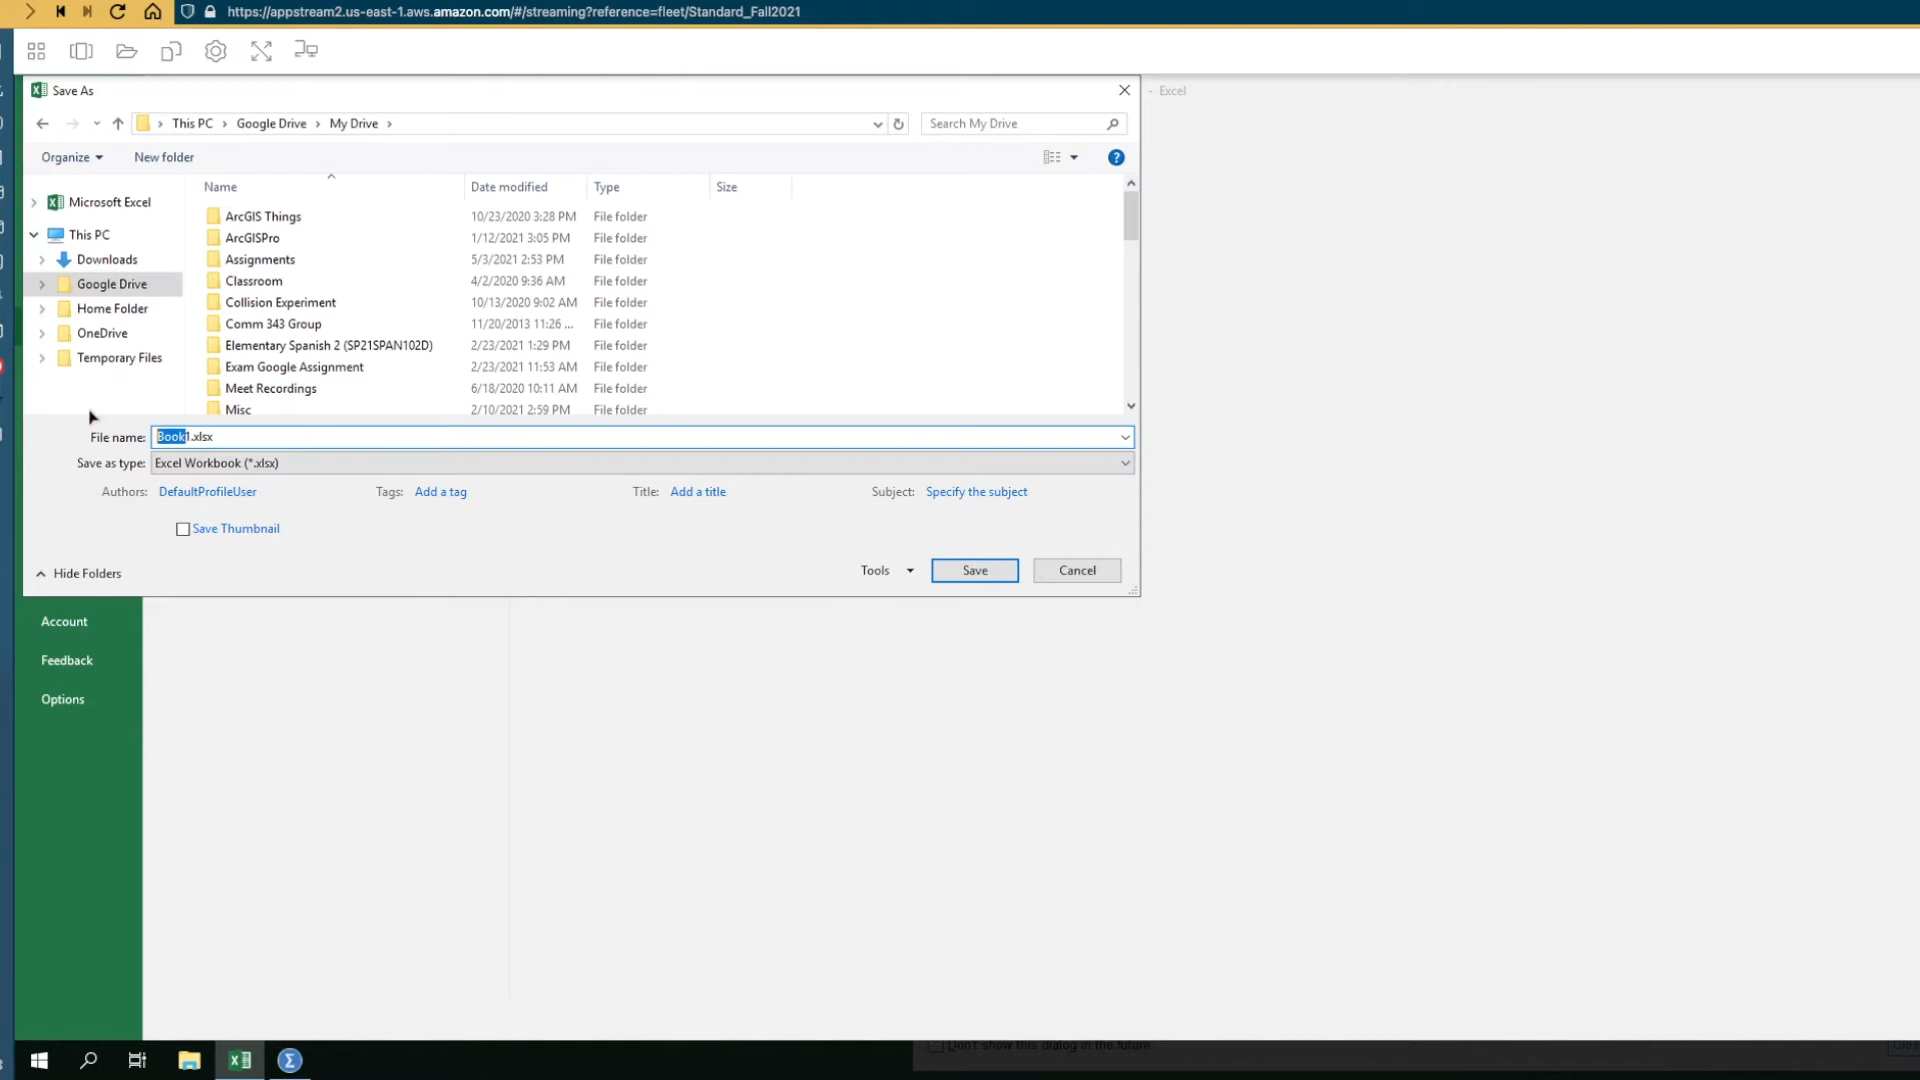 https://appstream2.us-east-1.aws.amazon.com/#/streaming?reference=fleet/Standard_Fall2021
Save As
- Excel
This PC > Google Drive > My Drive >
Search My Drive
Organize
New folder
Name Date modified Type Size
Microsoft Excel
This PC
Downloads
Google Drive
Home Folder
OneDrive
Temporary Files
ArcGIS Things 10/23/2020 3:28 PM File folder
ArcGISPro 1/12/2021 3:05 PM File folder
Assignments 5/3/2021 2:53 PM File folder
Classroom 4/2/2020 9:36 AM File folder
Collision Experiment 10/13/2020 9:02 AM File folder
Comm 343 Group 11/20/2013 11:26 ... File folder
Elementary Spanish 2 (SP21SPAN102D) 2/23/2021 1:29 PM File folder
Exam Google Assignment 2/23/2021 11:53 AM File folder
Meet Recordings 6/18/2020 10:11 AM File folder
Misc 2/10/2021 2:59 PM File folder
File name: Book1.xlsx
Save as type: Excel Workbook (*.xlsx)
Authors: DefaultProfileUser Tags: Add a tag Title: Add a title Subject: Specify the subject
Save Thumbnail
Hide Folders
Tools Save Cancel
Account
Feedback
Options
Don't show this dialog in the future